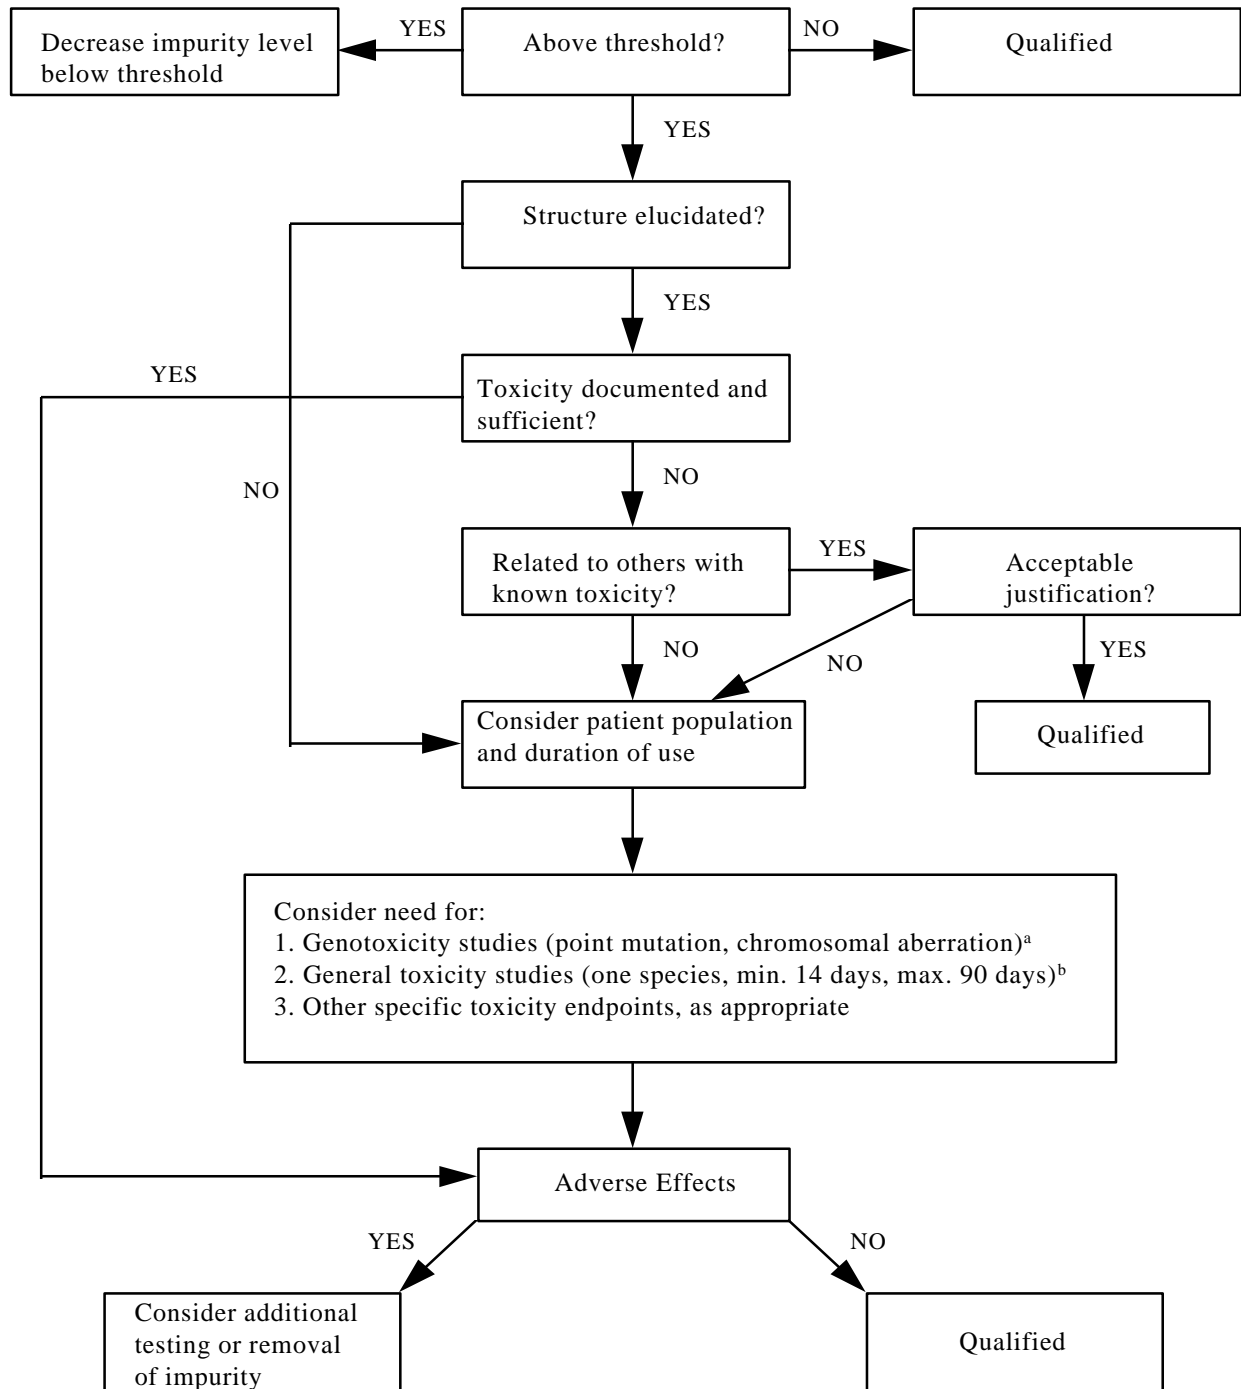 Decrease impurity level
below threshold
YES
Above threshold?
NO
Qualified
YES
Structure elucidated?
YES
YES
Toxicity documented and
sufficient?
NO
NO
Related to others with
known toxicity?
YES
Acceptable
justification?
NO
NO
YES
Consider patient population
and duration of use
Qualified
Consider need for:
1. Genotoxicity studies (point mutation, chromosomal aberration)ᵃ
2. General toxicity studies (one species, min. 14 days, max. 90 days)ᵇ
3. Other specific toxicity endpoints, as appropriate
Adverse Effects
YES
NO
Consider additional
testing or removal
of impurity
Qualified